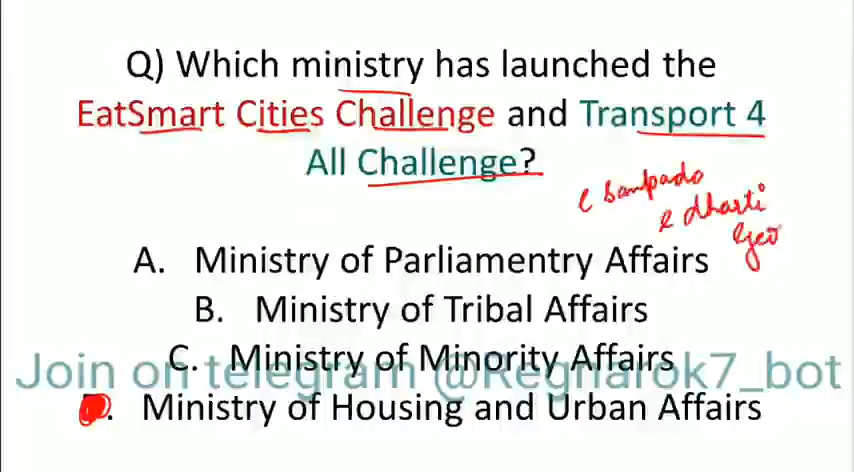 Q) Which ministry has launched the
EatSmart Cities Challenge and Transport 4
All Challenge?
e dharti
A. Ministry of Parliamentry Affairs
B. Ministry of Tribal Affairs
C. Ministry of Minority Affairs
Join on telegram @Regnarok7_bot
Ministry of Housing and Urban Affairs